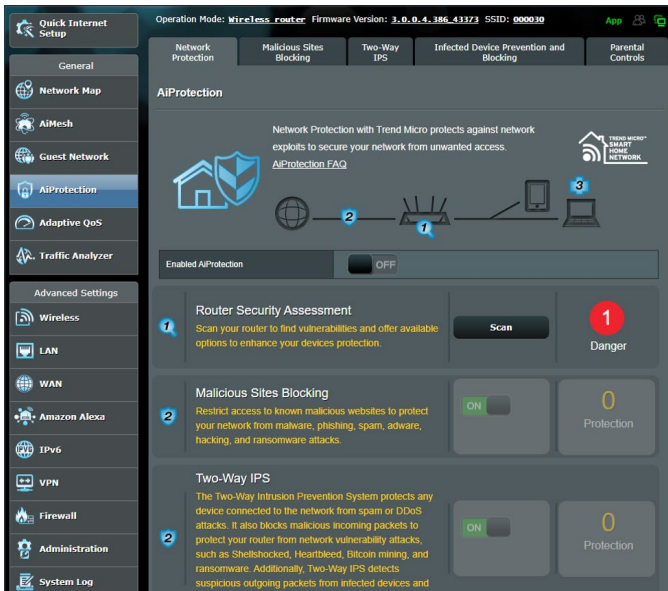 Quick Internet
Setup
Operation Mode: Wireless router Firmware Version: 3.0.0.4.386_43373 SSID: 000030
App
General
Network Map
AiMesh
Guest Network
AiProtection
Adaptive QoS
Traffic Analyzer
Advanced Settings
Wireless
LAN
WAN
Amazon Alexa
IPv6
VPN
Firewall
Administration
System Log
Network
Protection
Malicious Sites
Blocking
Two-Way
IPS
Infected Device Prevention and
Blocking
Parental
Controls
AiProtection
Network Protection with Trend Micro protects against network
exploits to secure your network from unwanted access.
AiProtection FAQ
TREND MICRO™
SMART
HOME
NETWORK
1
2
3
Enabled AiProtection
OFF
1
Router Security Assessment
Scan your router to find vulnerabilities and offer available
options to enhance your devices protection.
Scan
1
Danger
2
Malicious Sites Blocking
Restrict access to known malicious websites to protect
your network from malware, phishing, spam, adware,
hacking, and ransomware attacks.
ON
0
Protection
2
Two-Way IPS
The Two-Way Intrusion Prevention System protects any
device connected to the network from spam or DDoS
attacks. It also blocks malicious incoming packets to
protect your router from network vulnerability attacks,
such as Shellshocked, Heartbleed, Bitcoin mining, and
ransomware. Additionally, Two-Way IPS detects
suspicious outgoing packets from infected devices and
ON
0
Protection